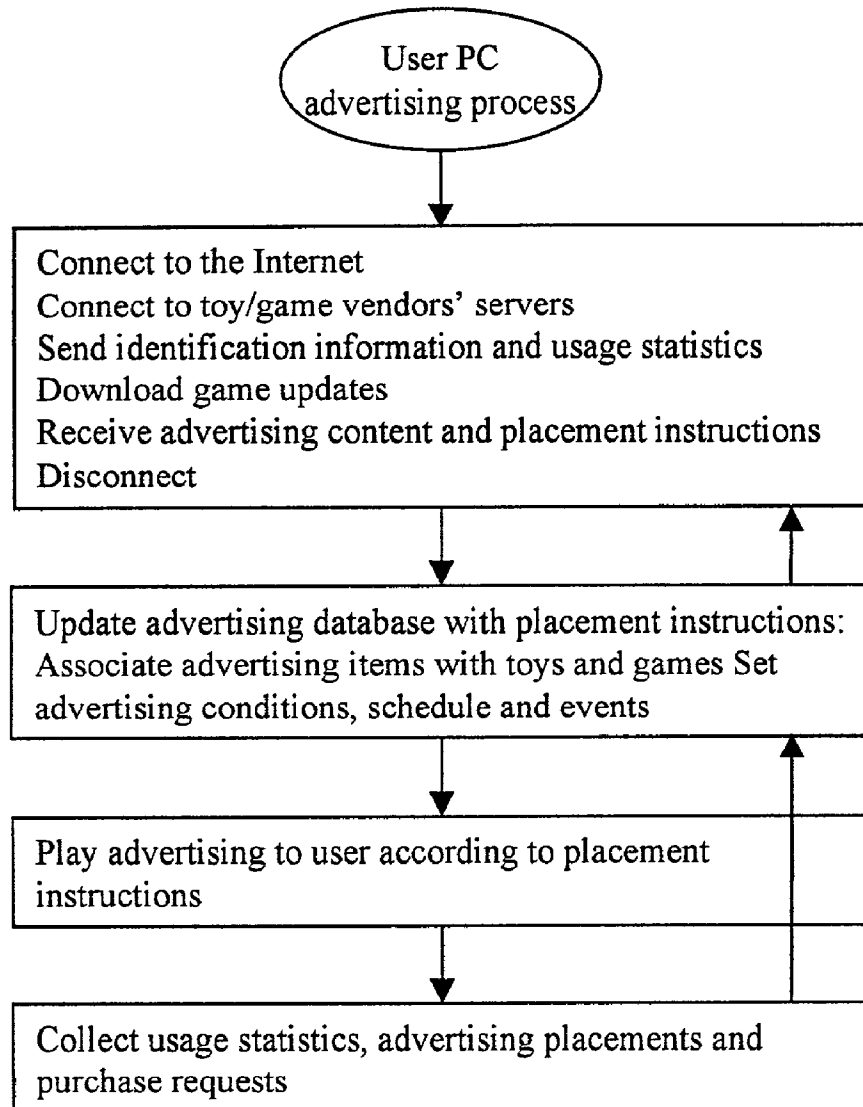 User PC
advertising process
Connect to the Internet
Connect to toy/game vendors' servers
Send identification information and usage statistics
Download game updates
Receive advertising content and placement instructions
Disconnect
Update advertising database with placement instructions:
Associate advertising items with toys and games Set
advertising conditions, schedule and events
Play advertising to user according to placement
instructions
Collect usage statistics, advertising placements and
purchase requests